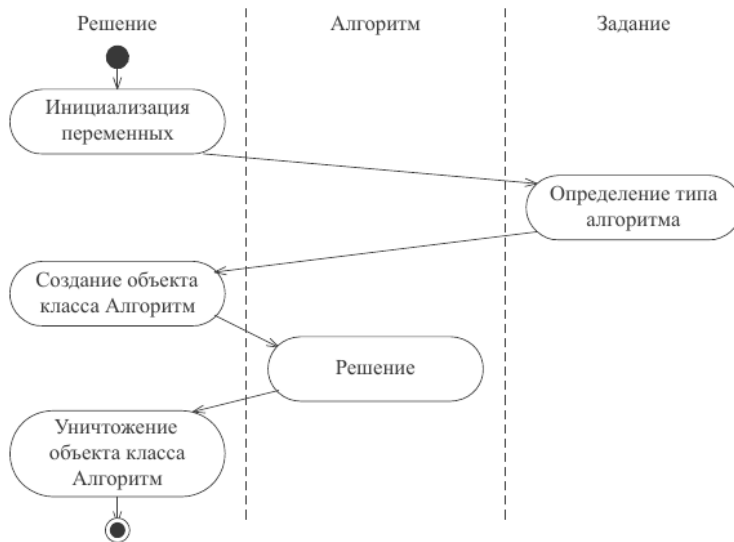 Решение
Алгоритм
Задание
Инициализация
переменных
Определение типа
алгоритма
Создание объекта
класса Алгоритм
Решение
Уничтожение
объекта класса
Алгоритм